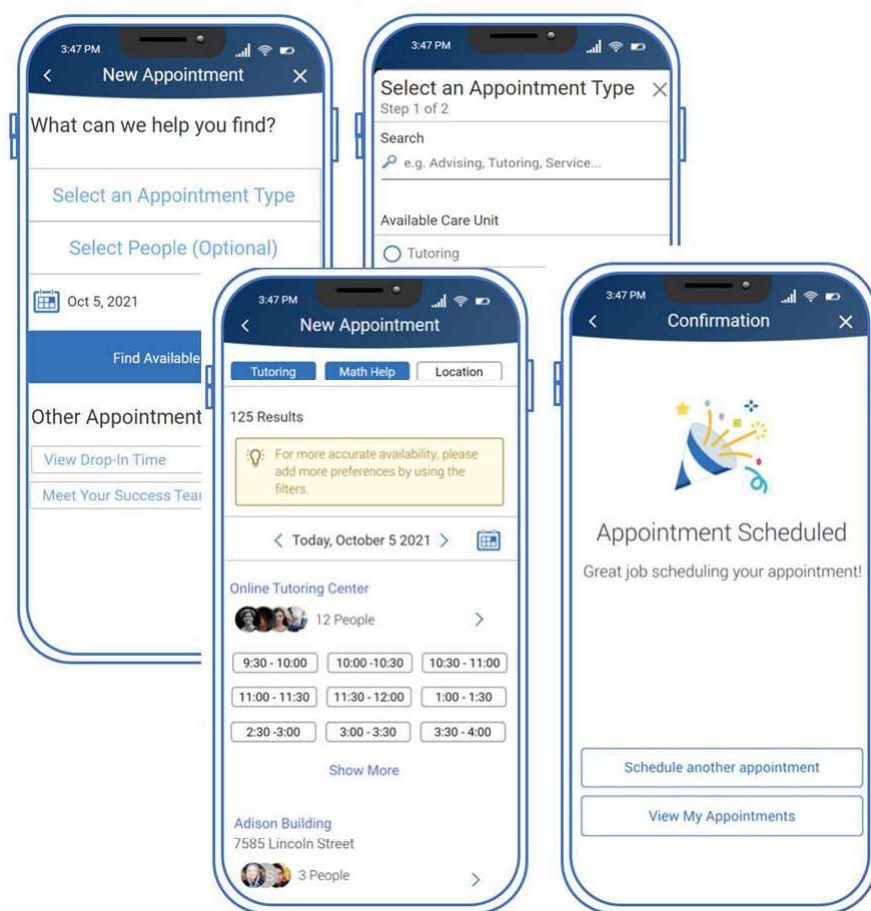 3:47 PM
New Appointment
What can we help you find?
Select an Appointment Type
Select People (Optional)
Oct 5, 2021
Find Available
Other Appointment
View Drop-In Time
Meet Your Success Tea
3:47 PM
Select an Appointment Type
Step 1 of 2
Search
e.g. Advising, Tutoring, Service...
Available Care Unit
Tutoring
3:47 PM
New Appointment
Tutoring Math Help Location
125 Results
For more accurate availability, please
add more preferences by using the
filters.
Today, October 5 2021
Online Tutoring Center
12 People
9:30 - 10:00 10:00 -10:30 10:30 - 11:00
11:00 - 11:30 11:30 - 12:00 1:00 - 1:30
2:30 -3:00 3:00 - 3:30 3:30 - 4:00
Show More
Adison Building
7585 Lincoln Street
3 People
3:47 PM
Confirmation
Appointment Scheduled
Great job scheduling your appointment!
Schedule another appointment
View My Appointments